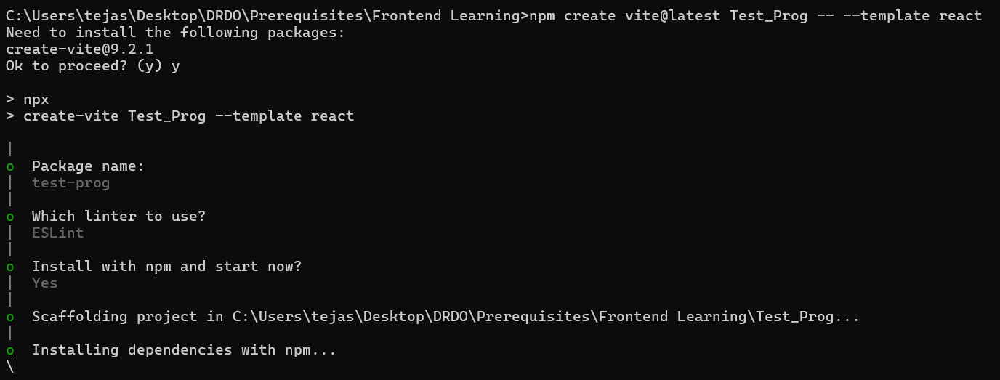 C:\Users\tejas\Desktop\DRDO\Prerequisites\Frontend Learning>npm create vite@latest Test_Prog -- --template react
Need to install the following packages:
create-vite@9.2.1
Ok to proceed? (y) y
> npx
> create-vite Test_Prog --template react
|
o  Package name:
|  test-prog
|
o  Which linter to use?
|  ESLint
|
o  Install with npm and start now?
|  Yes
|
o  Scaffolding project in C:\Users\tejas\Desktop\DRDO\Prerequisites\Frontend Learning\Test_Prog...
|
o  Installing dependencies with npm...
\